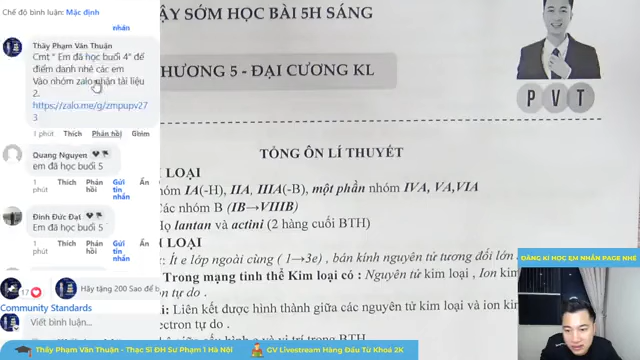 Chế độ bình luận: Mặc định
nhắn
Thầy Phạm Văn Thuận
Cmt " Em đã học buổi 4" để
điểm danh nhé các em
Vào nhóm zalo nhận tài liệu
2.
https://zalo.me/g/zmpupv27
3
1 phút Thích Phản hồi Ghim
Quang Nguyen
em đã học buổi 5
1 phút Thích Phản hồi Gửi tin nhắn Ẩn
Đinh Đức Đạt
Em đã học buổi 5
1 phút Thích Phản hồi Gửi tin nhắn Ẩn
17
Hãy tặng 200 Sao để b
Community Standards
Viết bình luận...
ẬY SỚM HỌC BÀI 5H SÁNG
HƯƠNG 5 - ĐẠI CƯƠNG KL
PVT
TỔNG ÔN LÍ THUYẾT
LOẠI
hóm IA(-H), IIA, IIIA(-B), một phần nhóm IVA, VA,VIA
Các nhóm B (IB→VIIIB)
Họ lantan và actini (2 hàng cuối BTH)
H LOẠI
: Ít e lớp ngoài cùng ( 1→3e), bán kính nguyên tử tương đối lớn
Trong mạng tinh thể Kim loại có : Nguyên tử kim loại , Ion kim
n tự do .
ại: Liên kết được hình thành giữa các nguyên tử kim loại và ion kim
ectron tự do .
ĐĂNG KÍ HỌC EM NHẮN PAGE NHÉ
Thầy Phạm Văn Thuận - Thạc Sĩ ĐH Sư Phạm 1 Hà Nội
GV Livestream Hàng Đầu Từ Khoá 2K